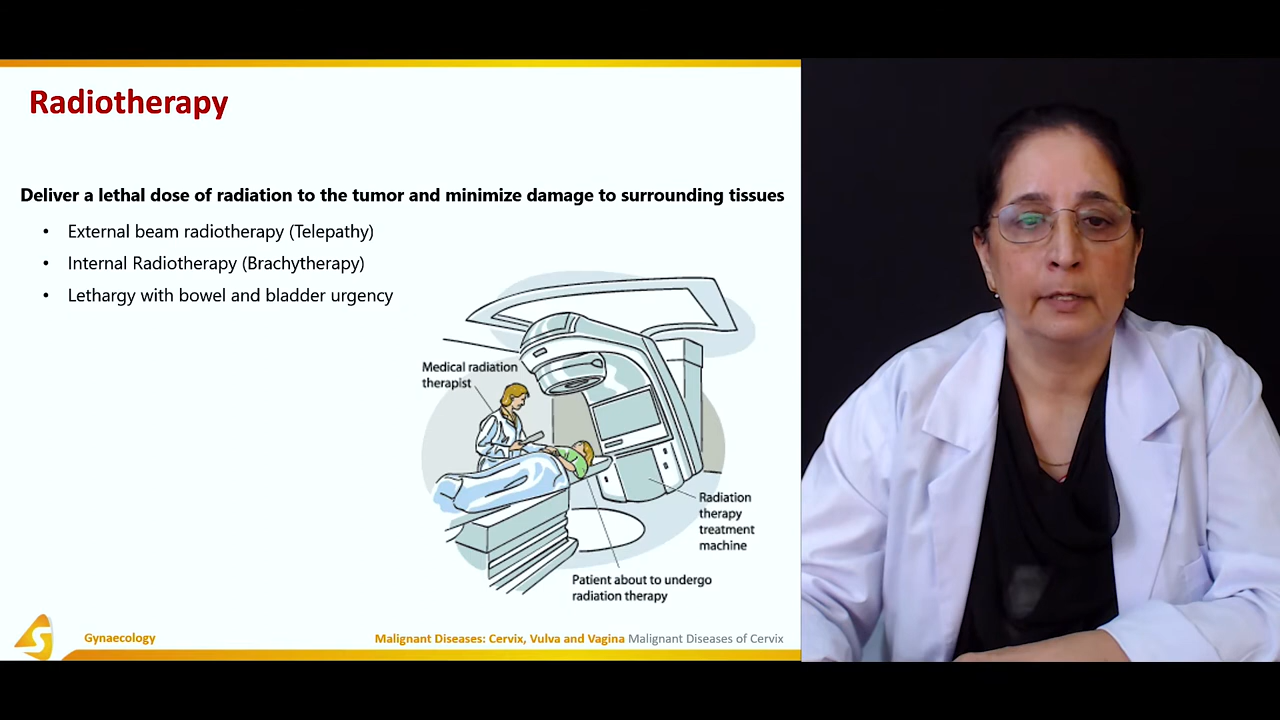 Radiotherapy
Deliver a lethal dose of radiation to the tumor and minimize damage to surrounding tissues
• External beam radiotherapy (Telepathy)
• Internal Radiotherapy (Brachytherapy)
• Lethargy with bowel and bladder urgency
Medical radiation
therapist
Radiation
therapy
treatment
machine
Patient about to undergo
radiation therapy
Gynaecology
Malignant Diseases: Cervix, Vulva and Vagina Malignant Diseases of Cervix